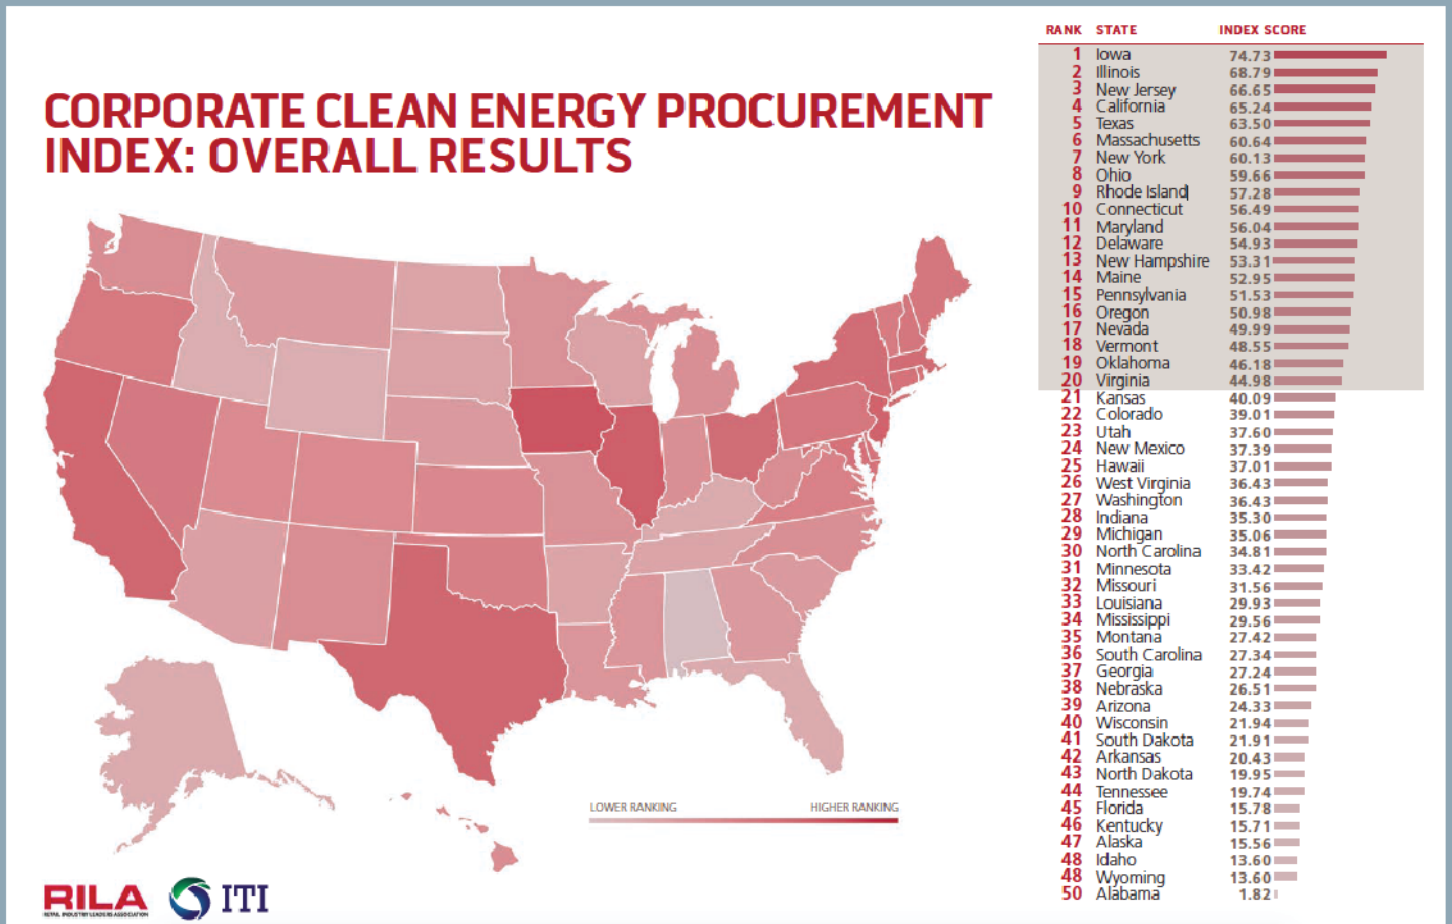 CORPORATE CLEAN ENERGY PROCUREMENT
INDEX: OVERALL RESULTS
LOWER RANKING HIGHER RANKING
RILA
RETAIL INDUSTRY LEADERS ASSOCIATION
ITI
RANK STATE INDEX SCORE
1 Iowa 74.73
2 Illinois 68.79
3 New Jersey 66.65
4 California 65.24
5 Texas 63.50
6 Massachusetts 60.64
7 New York 60.13
8 Ohio 59.66
9 Rhode Island 57.28
10 Connecticut 56.49
11 Maryland 56.04
12 Delaware 54.93
13 New Hampshire 53.31
14 Maine 52.95
15 Pennsylvania 51.53
16 Oregon 50.98
17 Nevada 49.99
18 Vermont 48.55
19 Oklahoma 46.18
20 Virginia 44.98
21 Kansas 40.09
22 Colorado 39.01
23 Utah 37.60
24 New Mexico 37.39
25 Hawaii 37.01
26 West Virginia 36.43
27 Washington 36.43
28 Indiana 35.30
29 Michigan 35.06
30 North Carolina 34.81
31 Minnesota 33.42
32 Missouri 31.56
33 Louisiana 29.93
34 Mississippi 29.56
35 Montana 27.42
36 South Carolina 27.34
37 Georgia 27.24
38 Nebraska 26.51
39 Arizona 24.33
40 Wisconsin 21.94
41 South Dakota 21.91
42 Arkansas 20.43
43 North Dakota 19.95
44 Tennessee 19.74
45 Florida 15.78
46 Kentucky 15.71
47 Alaska 15.56
48 Idaho 13.60
48 Wyoming 13.60
50 Alabama 1.82